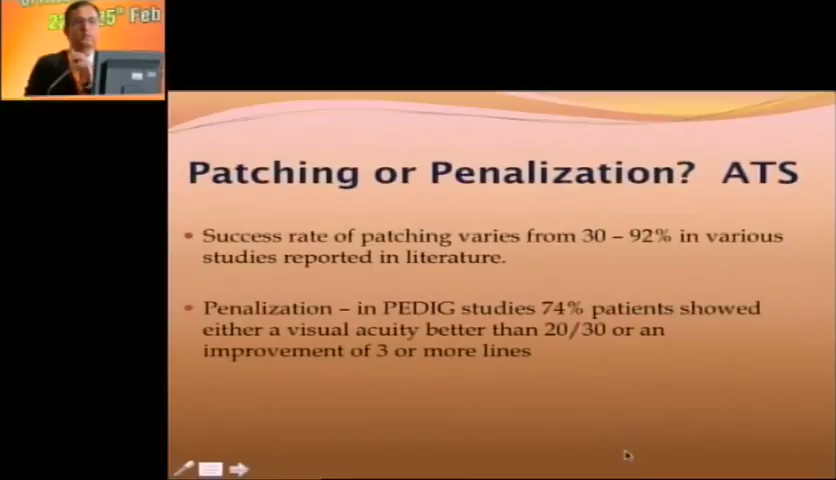 25th Feb
Patching or Penalization? ATS
• Success rate of patching varies from 30 – 92% in various
studies reported in literature.
• Penalization – in PEDIG studies 74% patients showed
either a visual acuity better than 20/30 or an
improvement of 3 or more lines